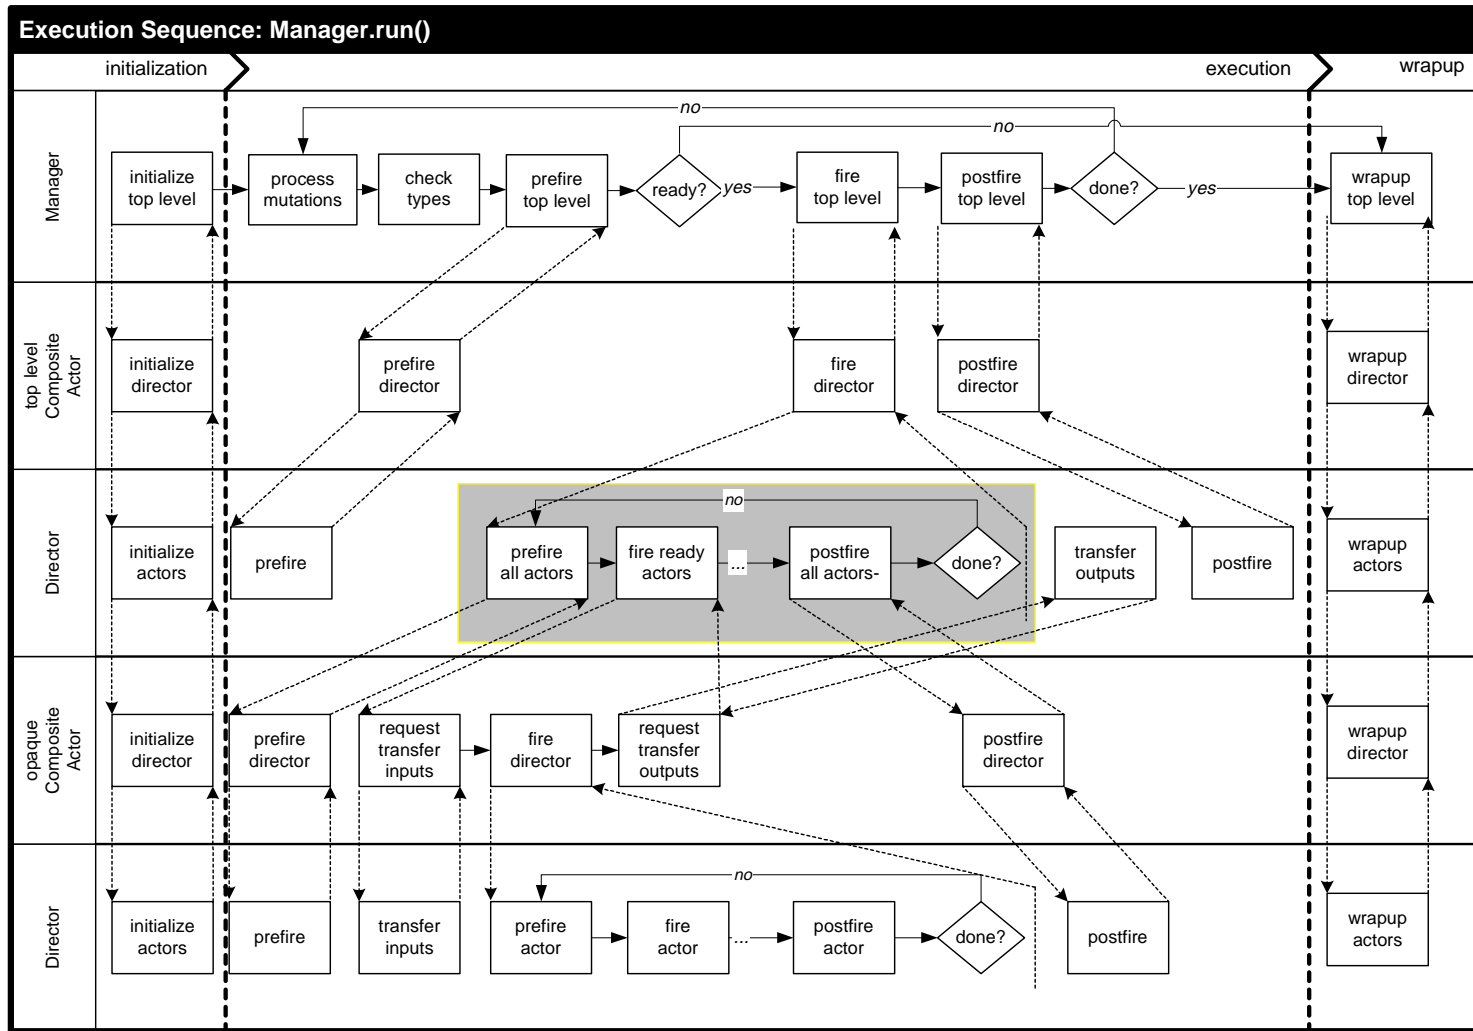 Execution Sequence: Manager.run()
initialization
execution
wrapup
Manager
no
no
initialize
top level
process
mutations
check
types
prefire
top level
ready?
yes
fire
top level
postfire
top level
done?
yes
wrapup
top level
top level
Composite
Actor
initialize
director
prefire
director
fire
director
postfire
director
wrapup
director
Director
no
initialize
actors
prefire
prefire
all actors
fire ready
actors
...
postfire
all actors-
done?
transfer
outputs
postfire
wrapup
actors
opaque
Composite
Actor
initialize
director
prefire
director
request
transfer
inputs
fire
director
request
transfer
outputs
postfire
director
wrapup
director
Director
no
initialize
actors
prefire
transfer
inputs
prefire
actor
fire
actor
...
postfire
actor
done?
postfire
wrapup
actors